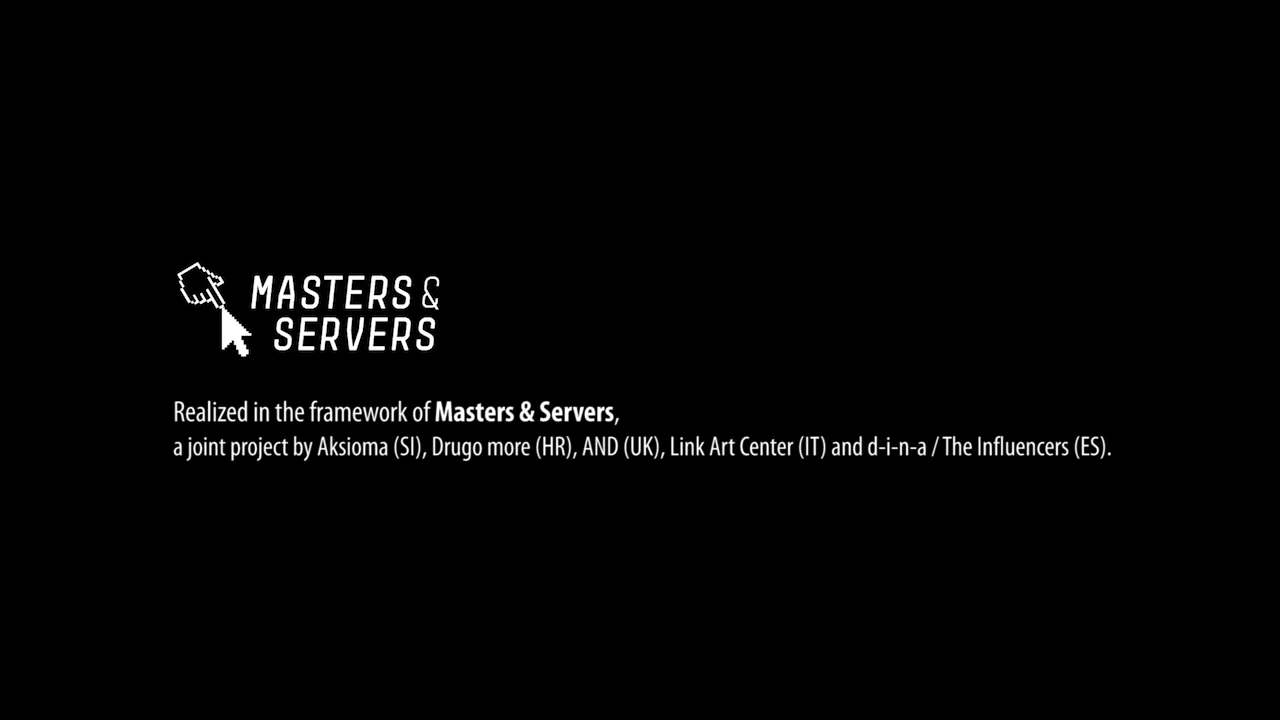 MASTERS &
SERVERS
Realized in the framework of Masters & Servers,
a joint project by Aksioma (SI), Drugo more (HR), AND (UK), Link Art Center (IT) and d-i-n-a / The Influencers (ES).